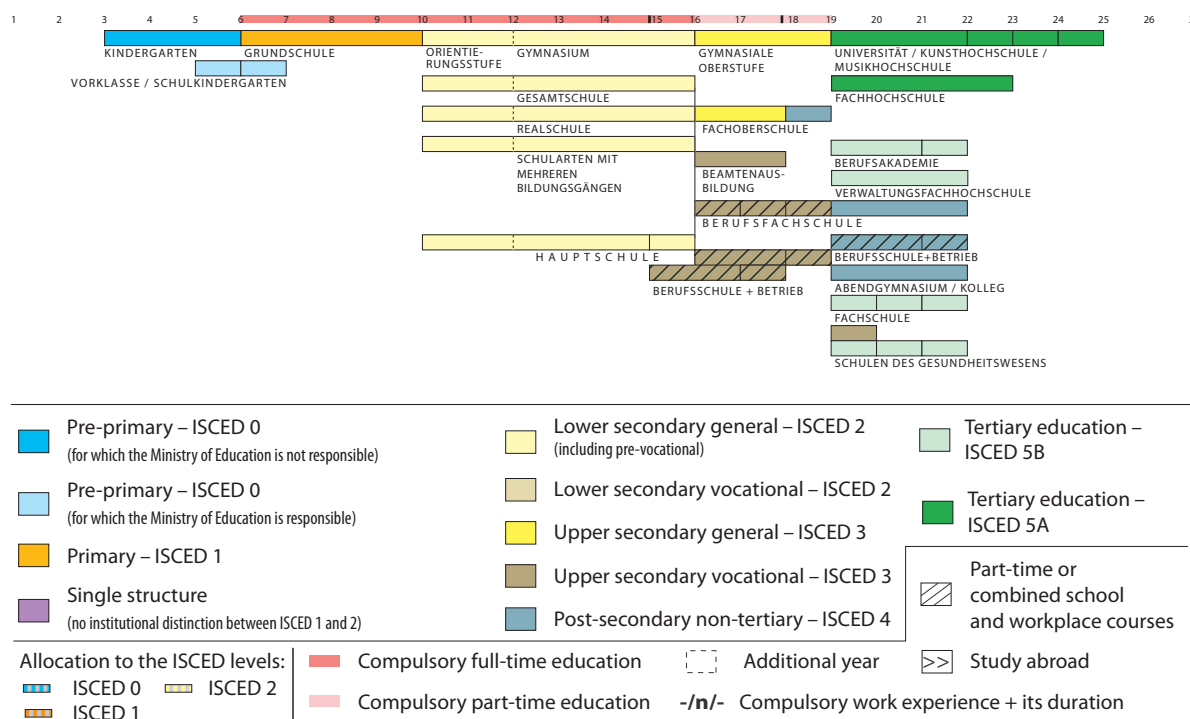 1 2 3 4 5 6 7 8 9 10 11 12 13 14 15 16 17 18 19 20 21 22 23 24 25 26
KINDERGARTEN GRUNDSCHULE ORIENTIE- GYMNASIUM GYMNASIALE UNIVERSITÄT / KUNSTHOCHSCHULE /
RUNGSSTUFE OBERSTUFE MUSIKHOCHSCHULE
VORKLASSE / SCHULKINDERGARTEN
GESAMTSCHULE FACHHOCHSCHULE
REALSCHULE FACHOBERSCHULE
SCHULARTEN MIT BERUFSAKADEMIE
MEHREREN BEAMTENAUS-
BILDUNGSGÄNGEN BILDUNG VERWALTUNGSFACHHOCHSCHULE
BERUFSFACHSCHULE
HAUPTSCHULE BERUFSSCHULE+BETRIEB
BERUFSSCHULE + BETRIEB ABENDGYMNASIUM / KOLLEG
FACHSCHULE
SCHULEN DES GESUNDHEITSWESENS
Pre-primary – ISCED 0
(for which the Ministry of Education is not responsible)
Pre-primary – ISCED 0
(for which the Ministry of Education is responsible)
Primary – ISCED 1
Single structure
(no institutional distinction between ISCED 1 and 2)
Lower secondary general – ISCED 2
(including pre-vocational)
Lower secondary vocational – ISCED 2
Upper secondary general – ISCED 3
Upper secondary vocational – ISCED 3
Post-secondary non-tertiary – ISCED 4
Tertiary education –
ISCED 5B
Tertiary education –
ISCED 5A
Part-time or
combined school
and workplace courses
Allocation to the ISCED levels:
ISCED 0 ISCED 2
ISCED 1
Compulsory full-time education
Compulsory part-time education
Additional year
-/n/- Compulsory work experience + its duration
>> Study abroad